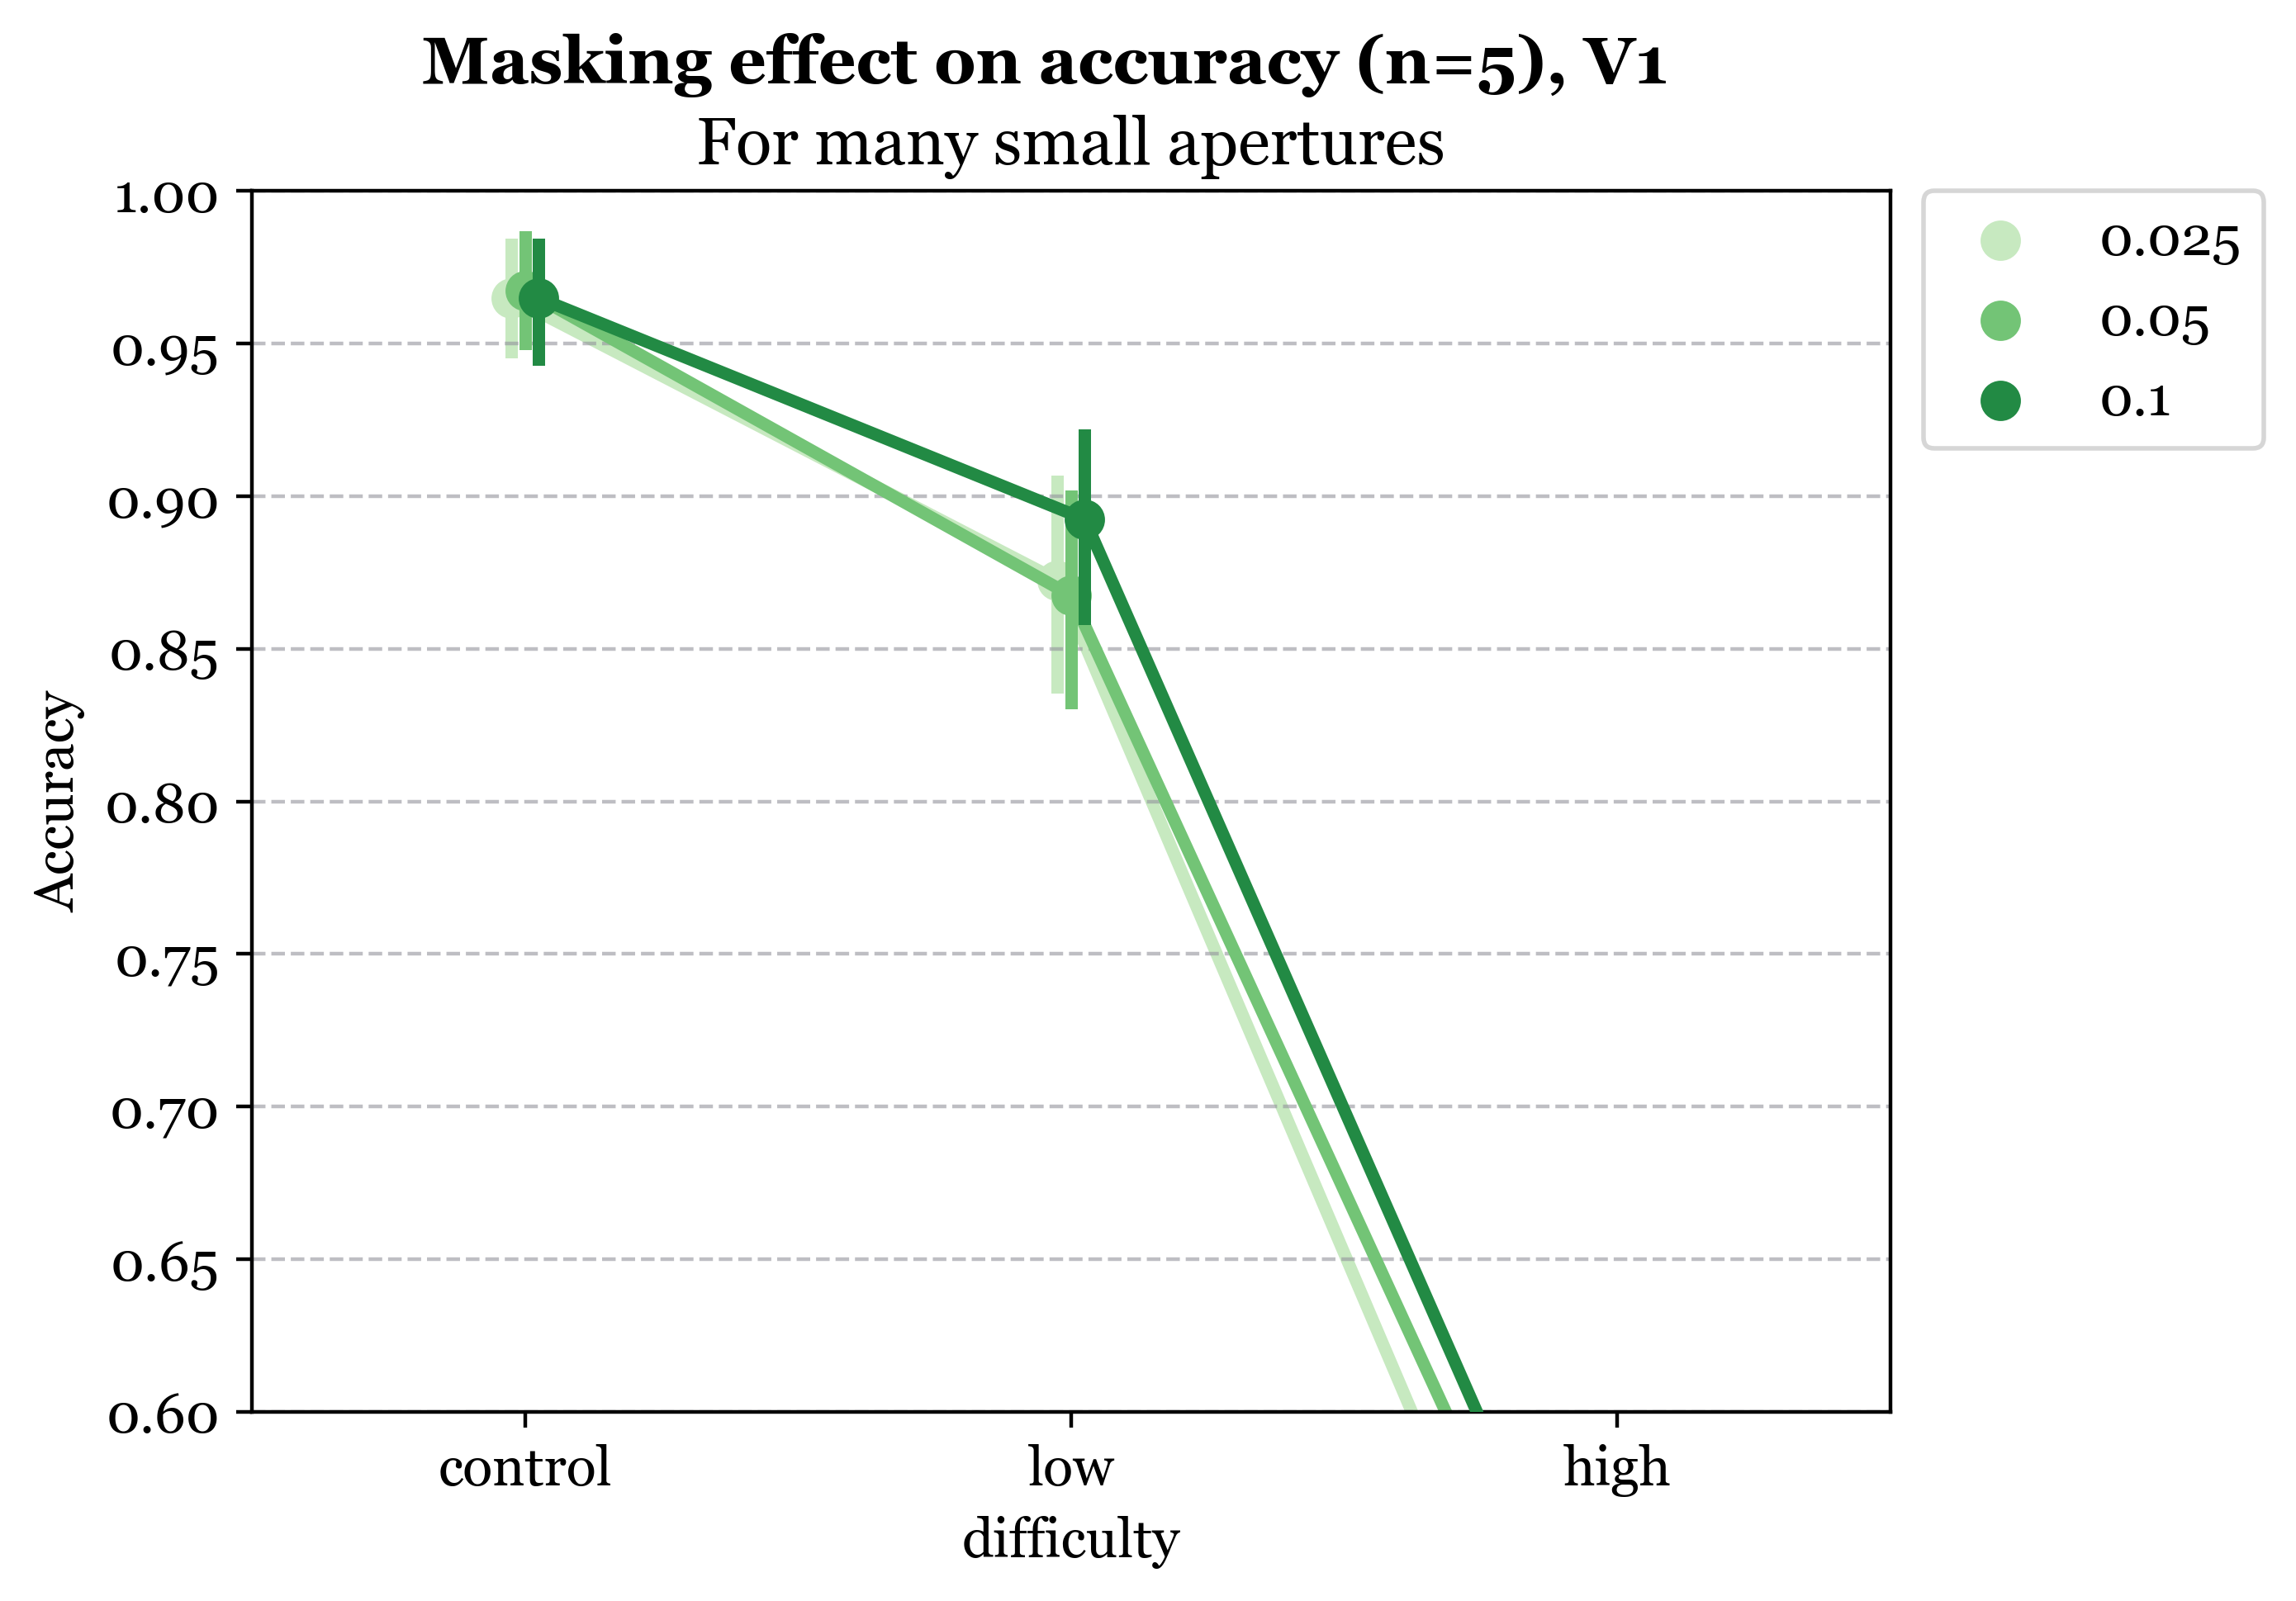 Masking effect on accuracy (n=5), V1
For many small apertures
1.00
0.95
0.90
0.85
0.80
0.75
0.70
0.65
0.60
Accuracy
control
low
high
difficulty
0.025
0.05
0.1